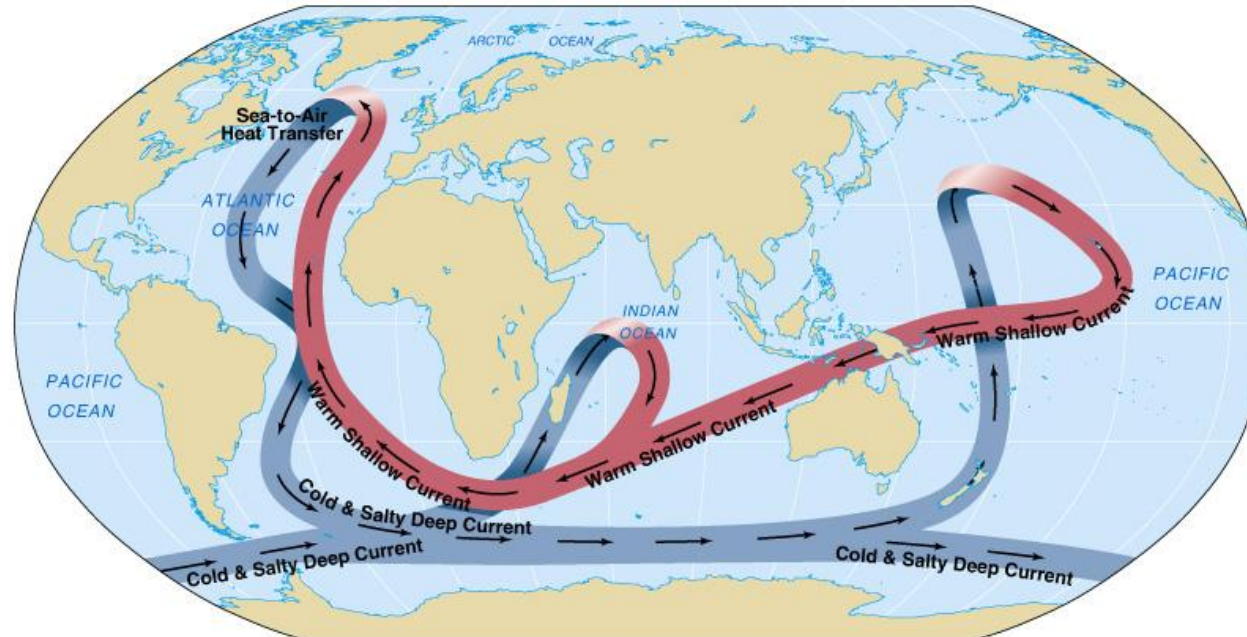 ARCTIC OCEAN
Sea-to-Air
Heat Transfer
ATLANTIC
OCEAN
PACIFIC
OCEAN
INDIAN
OCEAN
Warm Shallow Current
PACIFIC
OCEAN
Warm Shallow Current
Warm Shallow Current
Cold & Salty Deep Current
Cold & Salty Deep Current
Cold & Salty Deep Current